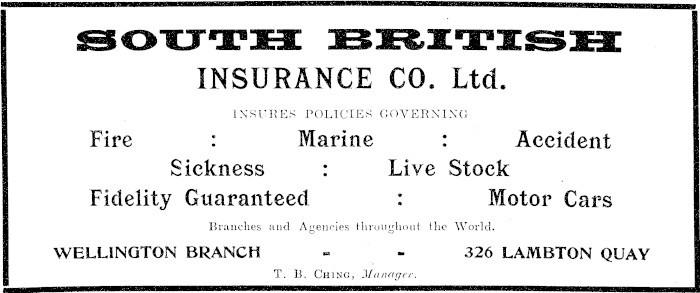 SOUTH BRITISH
INSURANCE CO. Ltd.
INSURES POLICIES GOVERNING
Fire : Marine : Accident
Sickness : Live Stock
Fidelity Guaranteed : Motor Cars
Branches and Agencies throughout the World.
WELLINGTON BRANCH - - 326 LAMBTON QUAY
T. B. CHING, Manager.